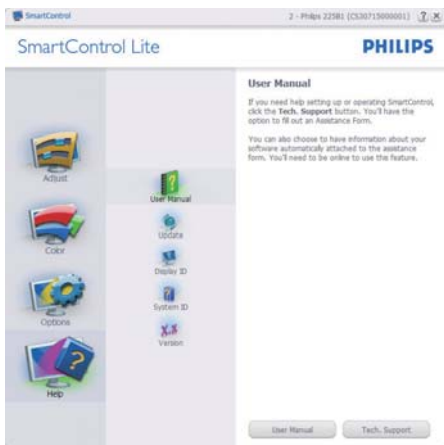 SmartControl
2 - Philips 225B1 (CS30715000001)
?
X
SmartControl Lite
PHILIPS
Adjust
Color
Options
Help
?
User Manual
Update
Display ID
System ID
X.X
Version
User Manual
If you need help setting up or operating SmartControl,
click the Tech. Support button. You'll have the
option to fill out an Assistance Form.
You can also choose to have information about your
software automatically attached to the assistance
form. You'll need to be online to use this feature.
User Manual
Tech. Support